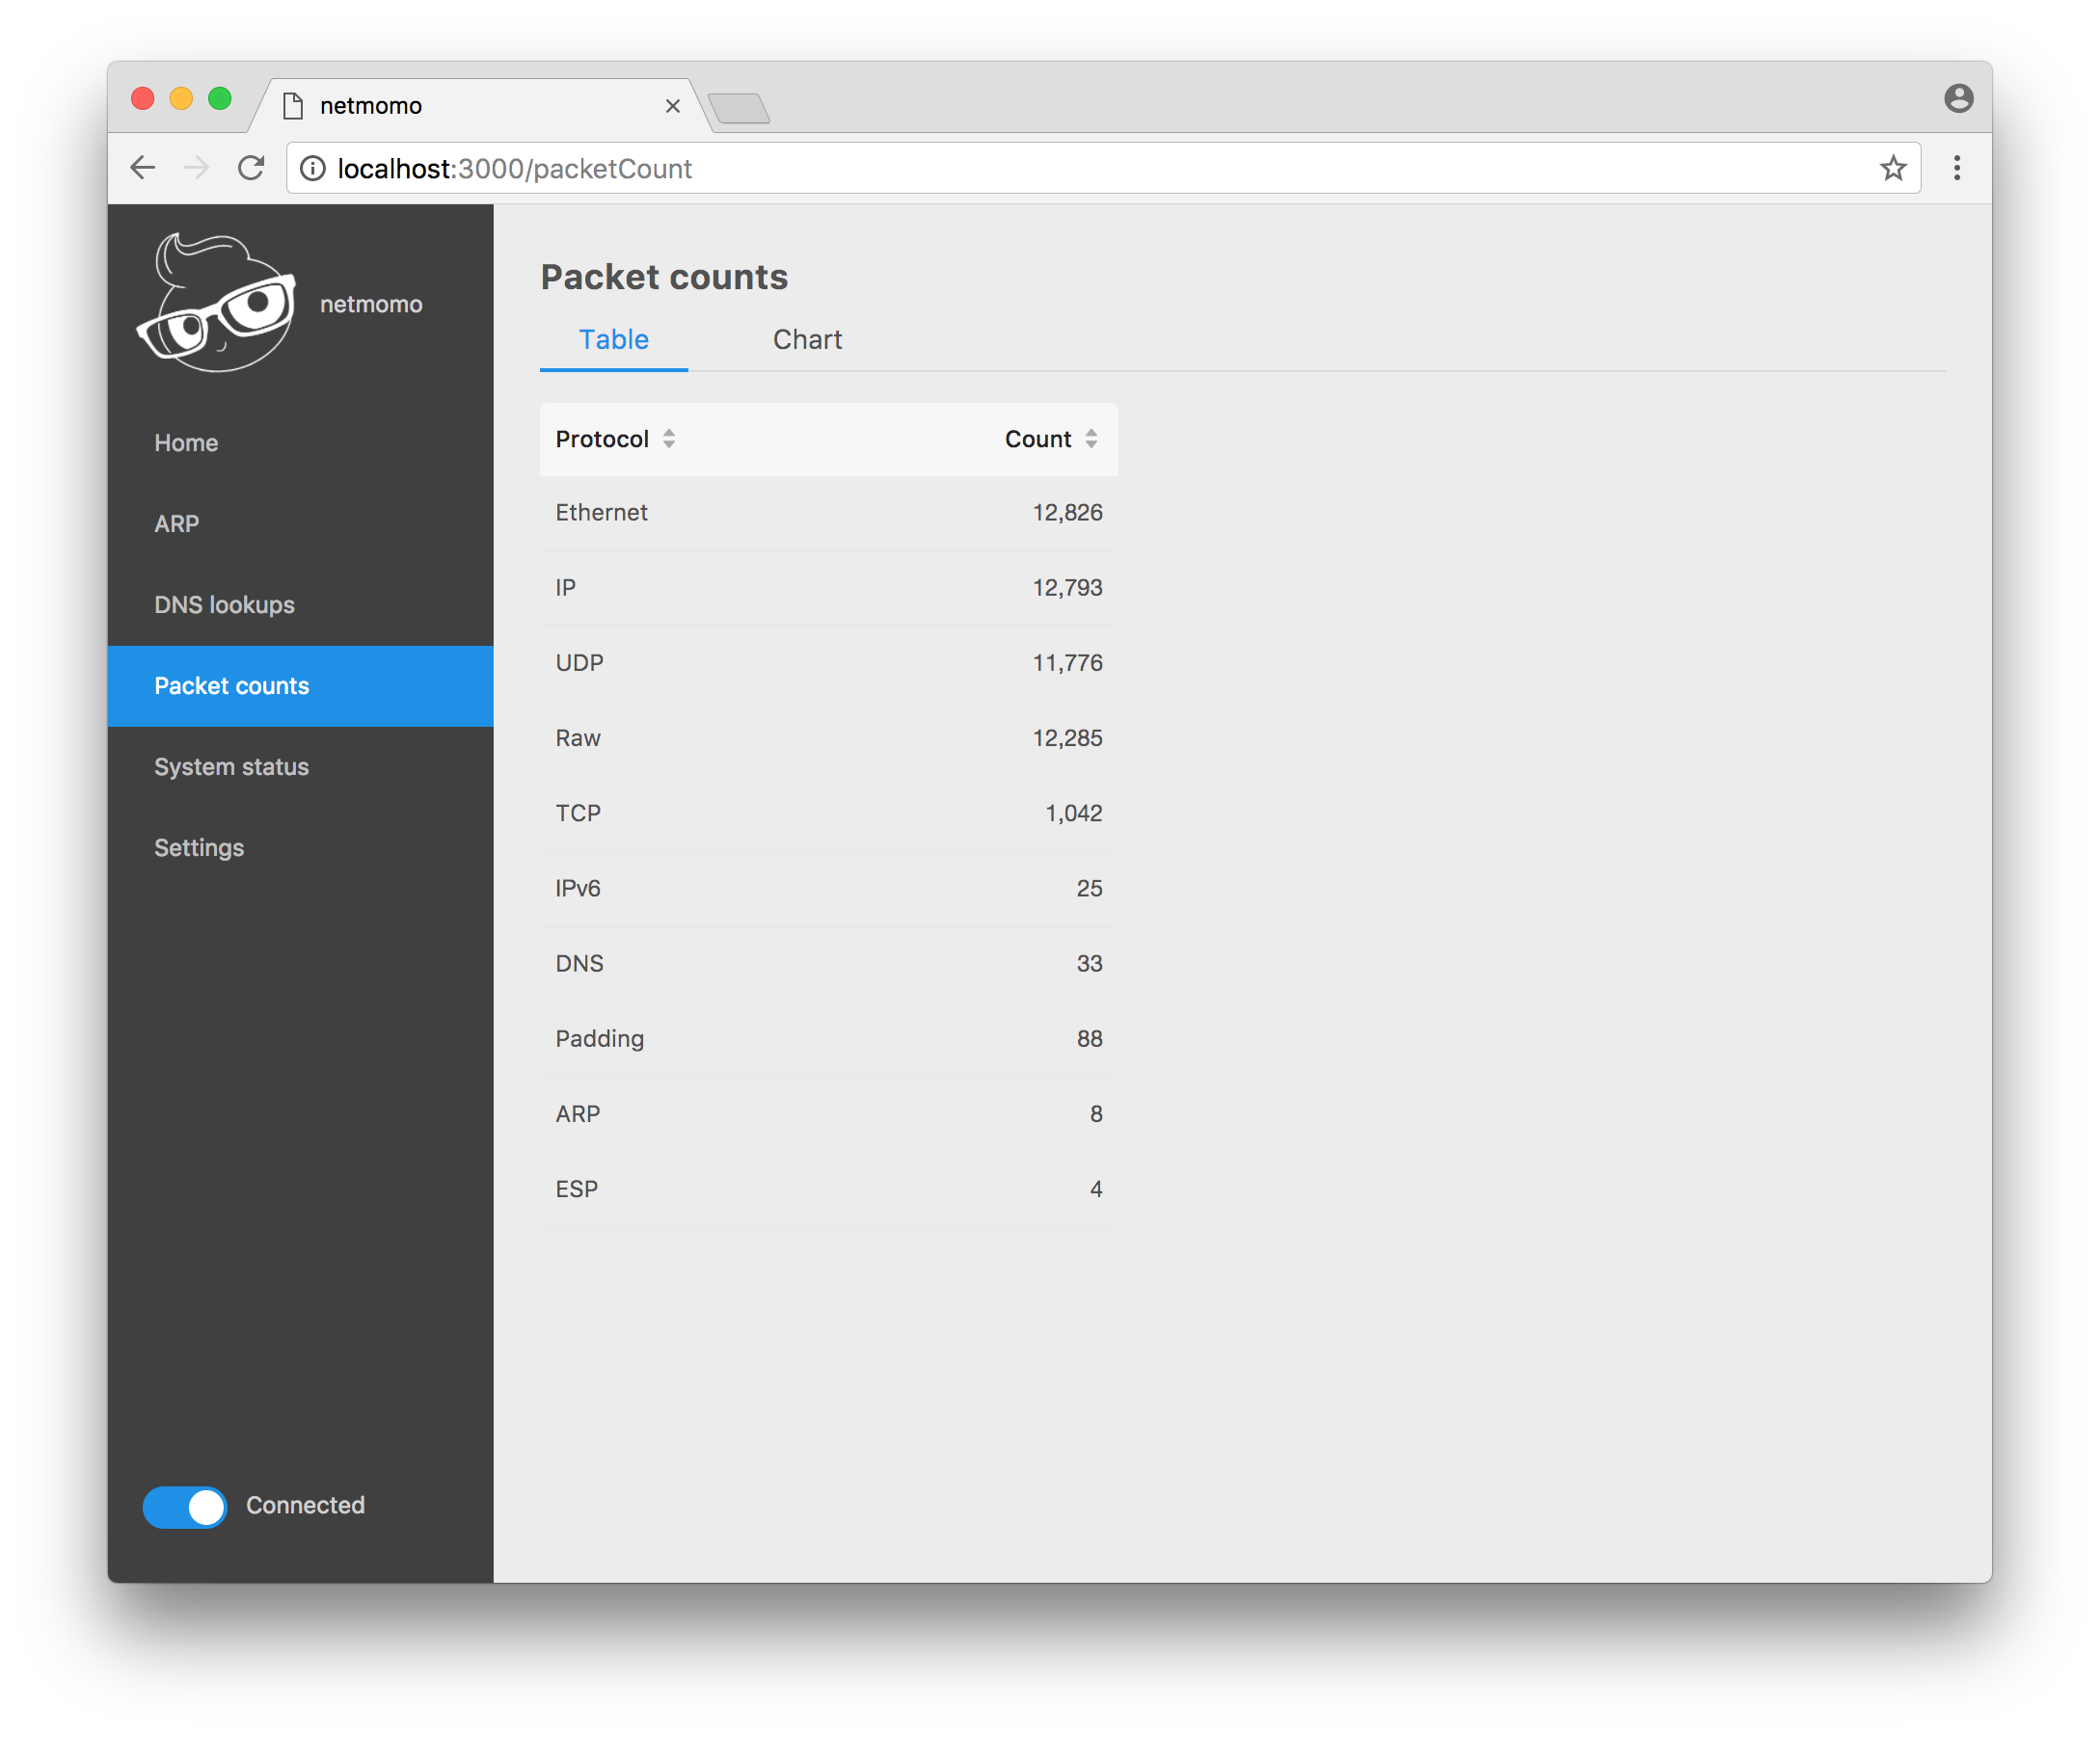 netmomo
localhost:3000/packetCount
netmomo
Home
ARP
DNS lookups
Packet counts
System status
Settings
Connected
Packet counts
Table Chart
Protocol Count
Ethernet 12,826
IP 12,793
UDP 11,776
Raw 12,285
TCP 1,042
IPv6 25
DNS 33
Padding 88
ARP 8
ESP 4